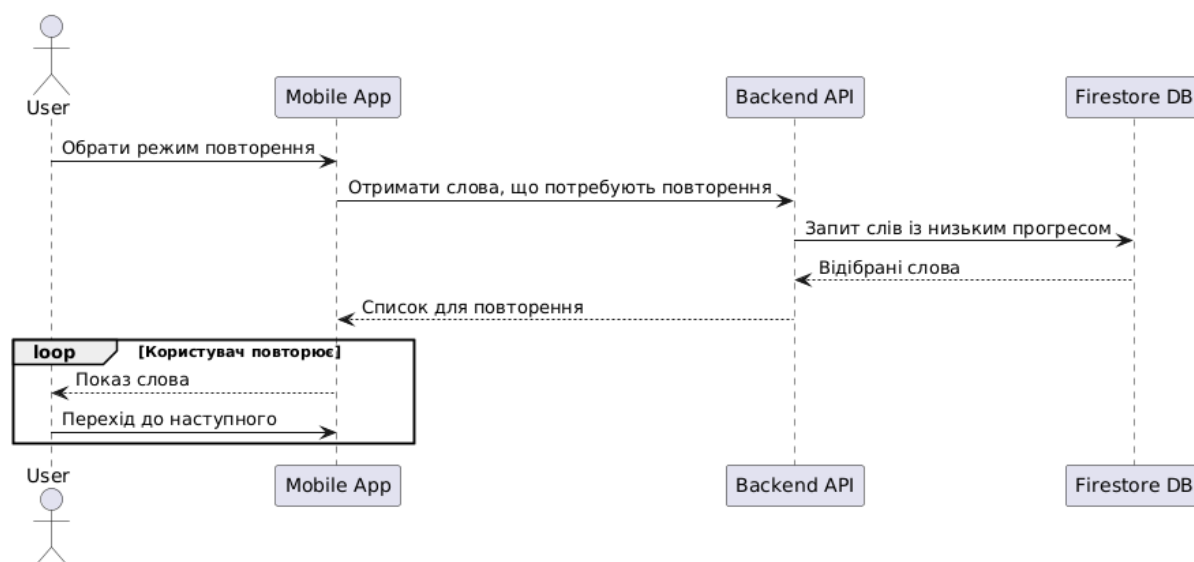 User
Mobile App
Backend API
Firestore DB
Обрати режим повторення
Отримати слова, що потребують повторення
Запит слів із низьким прогресом
Відібрані слова
Список для повторення
loop [Користувач повторює]
Показ слова
Перехід до наступного
User
Mobile App
Backend API
Firestore DB